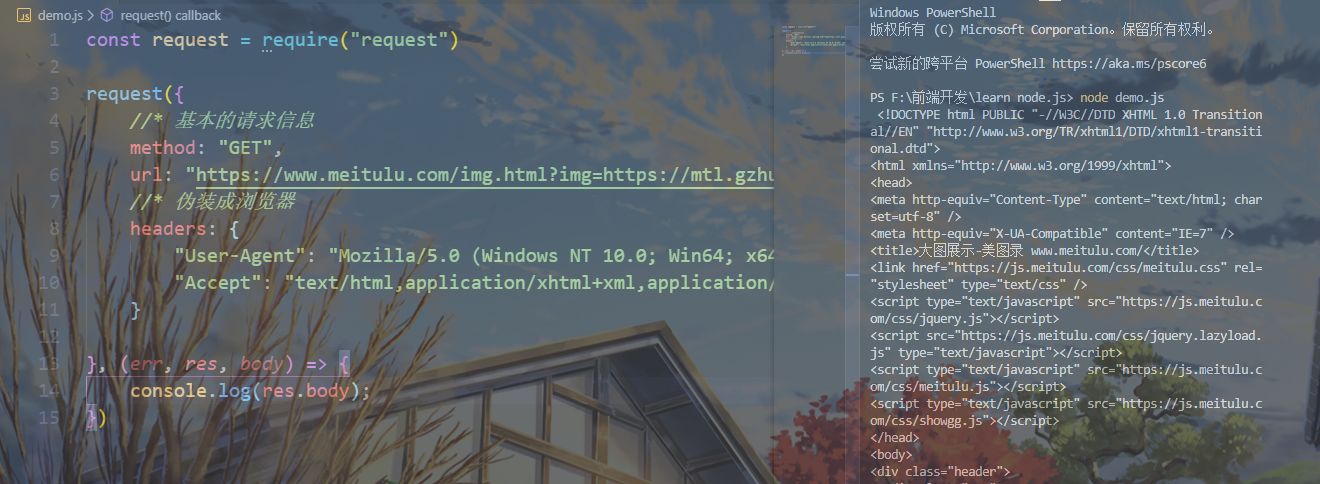 demo.js > request() callback
1 const request = require("request")
2
3 request({
4 //* 基本的请求信息
5 method: "GET",
6 url: "https://www.meitulu.com/img.html?img=https://mtl.gzhu
7 //* 伪装成浏览器
8 headers: {
9 "User-Agent": "Mozilla/5.0 (Windows NT 10.0; Win64; x64
10 "Accept": "text/html,application/xhtml+xml,application/
11 }
12
13 }, (err, res, body) => {
14 console.log(res.body);
15 })
Windows PowerShell
版权所有 (C) Microsoft Corporation。保留所有权利。
尝试新的跨平台 PowerShell https://aka.ms/pscore6
PS F:\前端开发\learn node.js> node demo.js
<!DOCTYPE html PUBLIC "-//W3C//DTD XHTML 1.0 Transition
al//EN" "http://www.w3.org/TR/xhtml1/DTD/xhtml1-transiti
onal.dtd">
<html xmlns="http://www.w3.org/1999/xhtml">
<head>
<meta http-equiv="Content-Type" content="text/html; char
set=utf-8" />
<meta http-equiv="X-UA-Compatible" content="IE=7" />
<title>大图展示-美图录 www.meitulu.com/</title>
<link href="https://js.meitulu.com/css/meitulu.css" rel=
"stylesheet" type="text/css" />
<script type="text/javascript" src="https://js.meitulu.c
om/css/jquery.js"></script>
<script src="https://js.meitulu.com/css/jquery.lazyload.
js" type="text/javascript"></script>
<script type="text/javascript" src="https://js.meitulu.c
om/css/meitulu.js"></script>
<script type="text/javascript" src="https://js.meitulu.c
om/css/showgg.js"></script>
</head>
<body>
<div class="header">